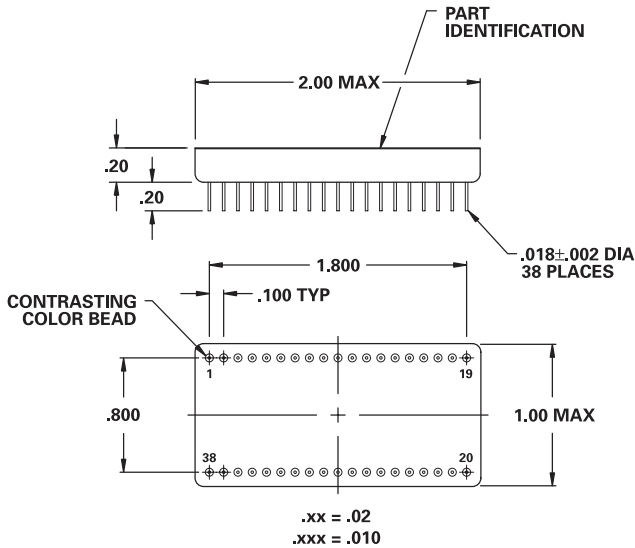 PART
IDENTIFICATION
2.00 MAX
.20
.20
.018±.002 DIA
38 PLACES
1.800
.100 TYP
CONTRASTING
COLOR BEAD
1
19
.800
1.00 MAX
38
20
.xx = .02
.xxx = .010